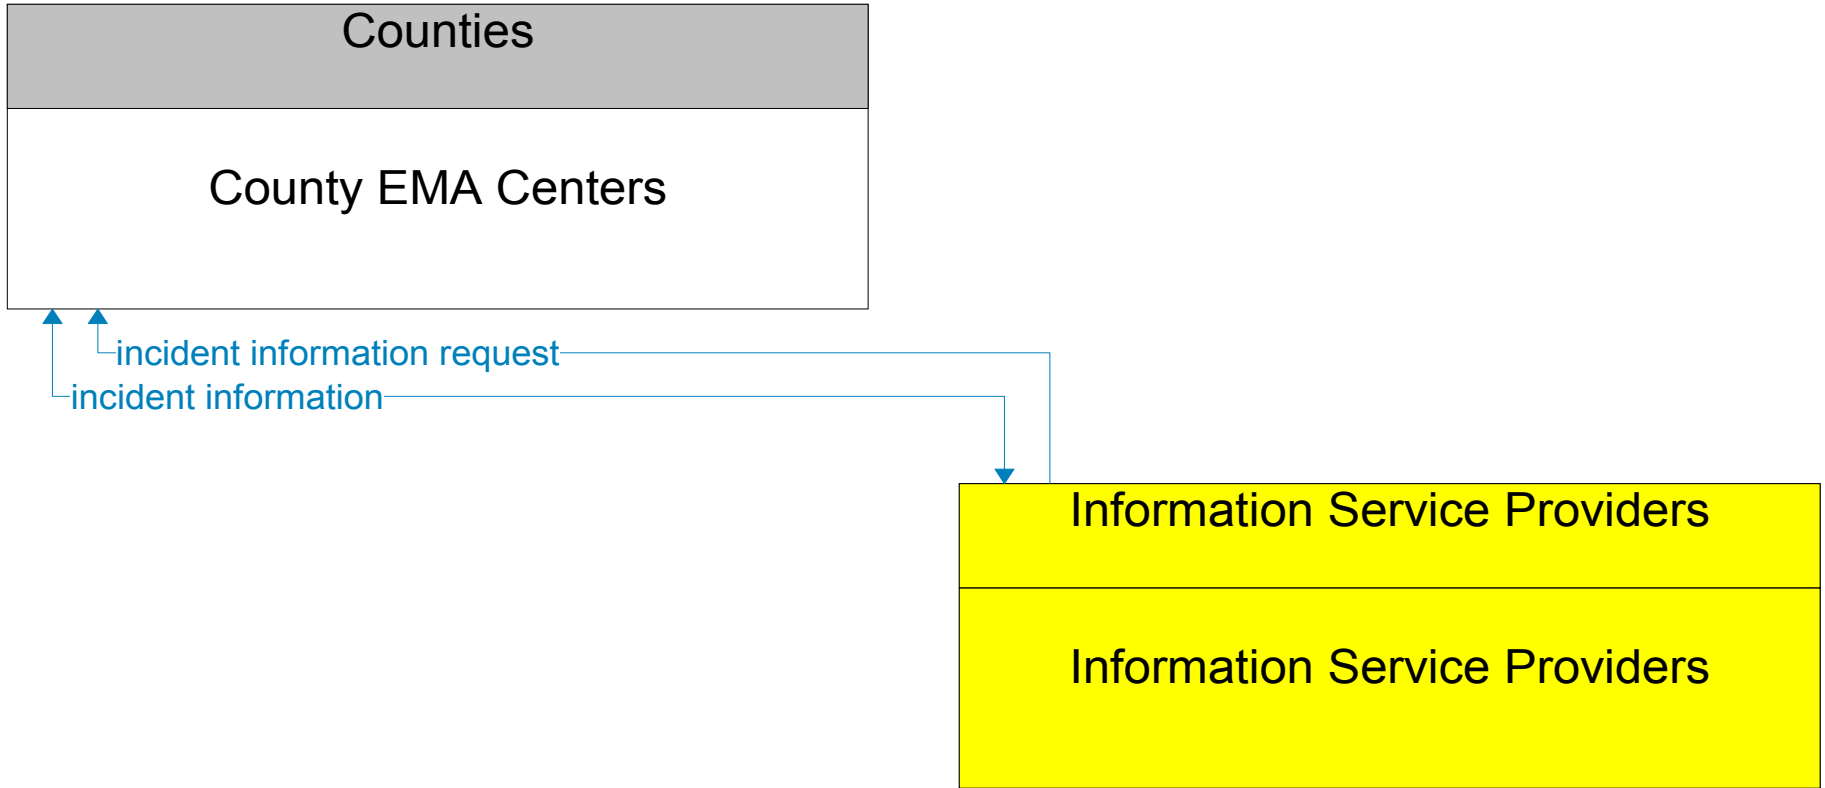 Counties
County EMA Centers
incident information request
incident information
Information Service Providers
Information Service Providers